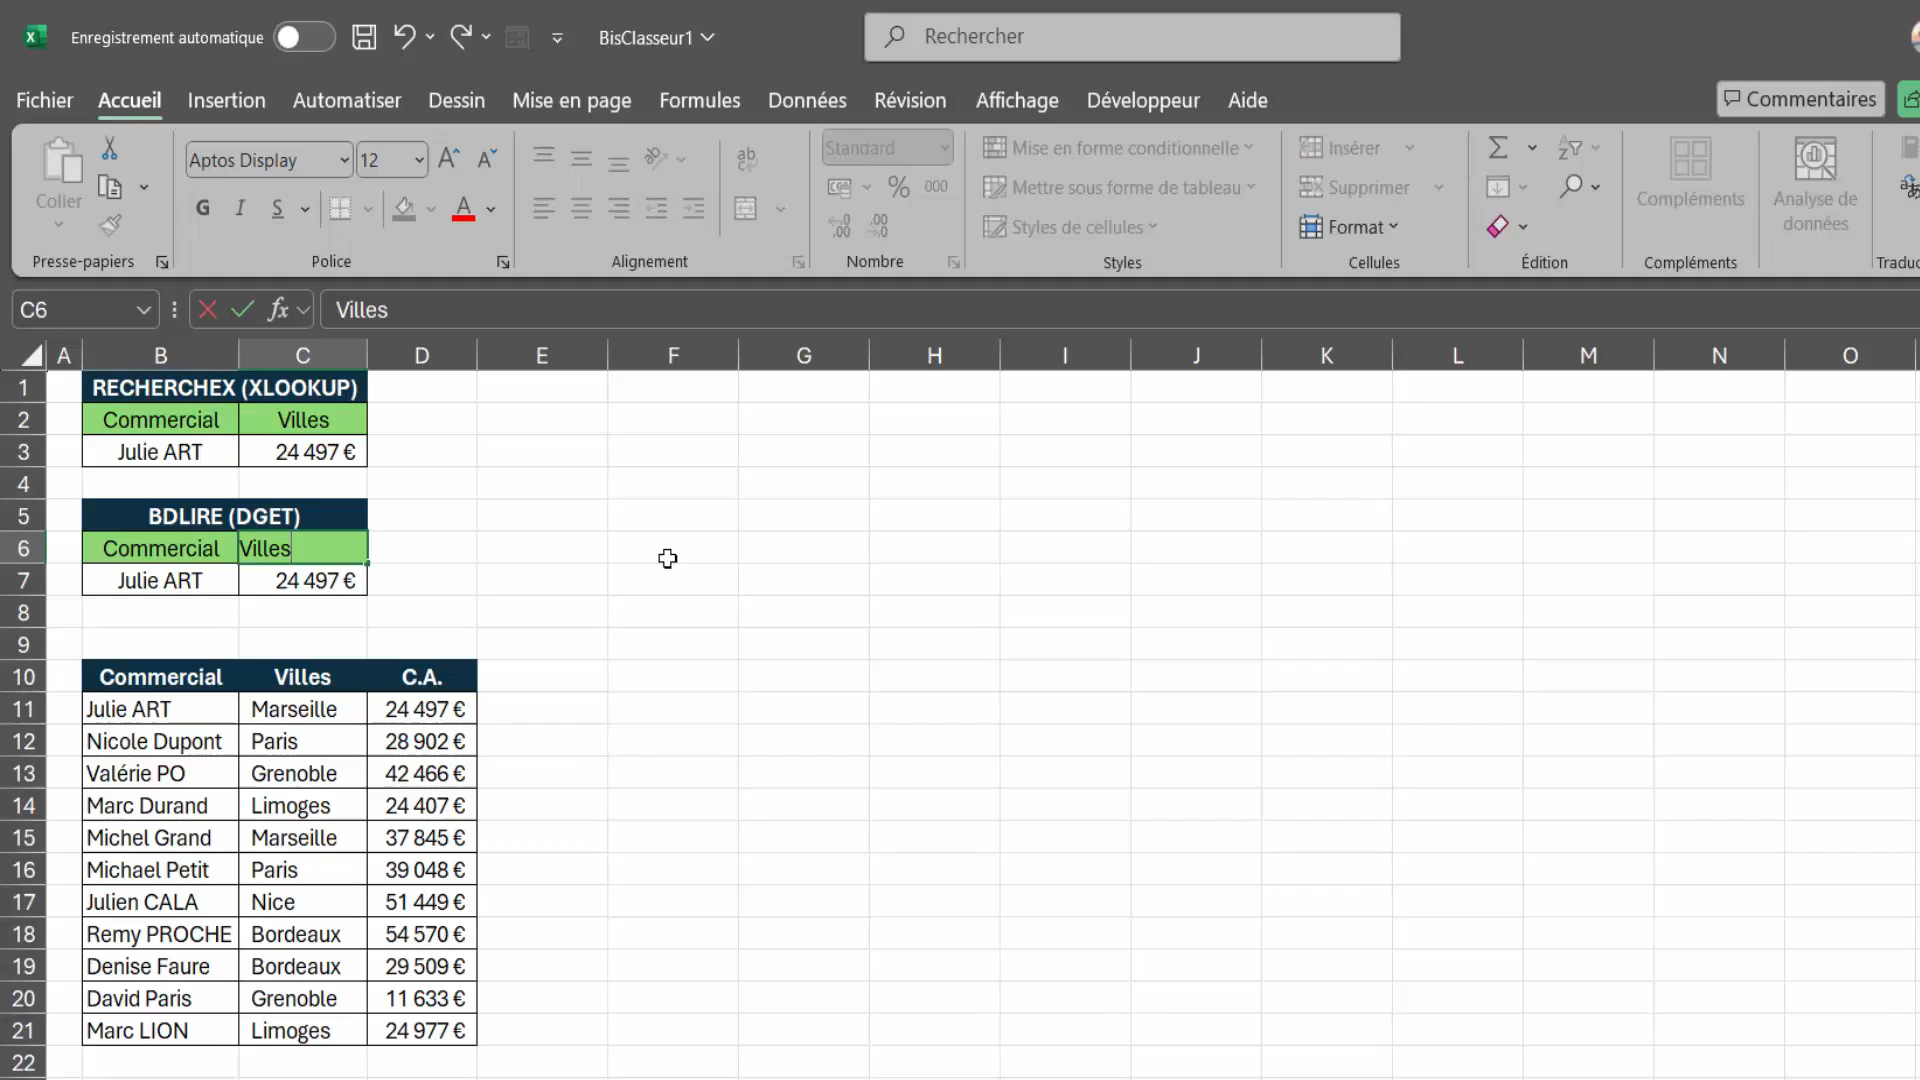 Enregistrement automatique
BisClasseur1
Rechercher
Fichier Accueil Insertion Automatiser Dessin Mise en page Formules Données Révision Affichage Développeur Aide
Commentaires
Coller
Presse-papiers
Aptos Display 12
G I S
Police
Alignement
Standard
% 000
Nombre
Mise en forme conditionnelle
Mettre sous forme de tableau
Styles de cellules
Styles
Insérer
Supprimer
Format
Cellules
Édition
Compléments
Compléments
Analyse de
données
Traduc
C6 fx Villes
A B C D E F G H I J K L M N O
1 RECHERCHEX (XLOOKUP)
2 Commercial Villes
3 Julie ART 24 497 €
4
5 BDLIRE (DGET)
6 Commercial Villes
7 Julie ART 24 497 €
8
9
10 Commercial Villes C.A.
11 Julie ART Marseille 24 497 €
12 Nicole Dupont Paris 28 902 €
13 Valérie PO Grenoble 42 466 €
14 Marc Durand Limoges 24 407 €
15 Michel Grand Marseille 37 845 €
16 Michael Petit Paris 39 048 €
17 Julien CALA Nice 51 449 €
18 Remy PROCHE Bordeaux 54 570 €
19 Denise Faure Bordeaux 29 509 €
20 David Paris Grenoble 11 633 €
21 Marc LION Limoges 24 977 €
22